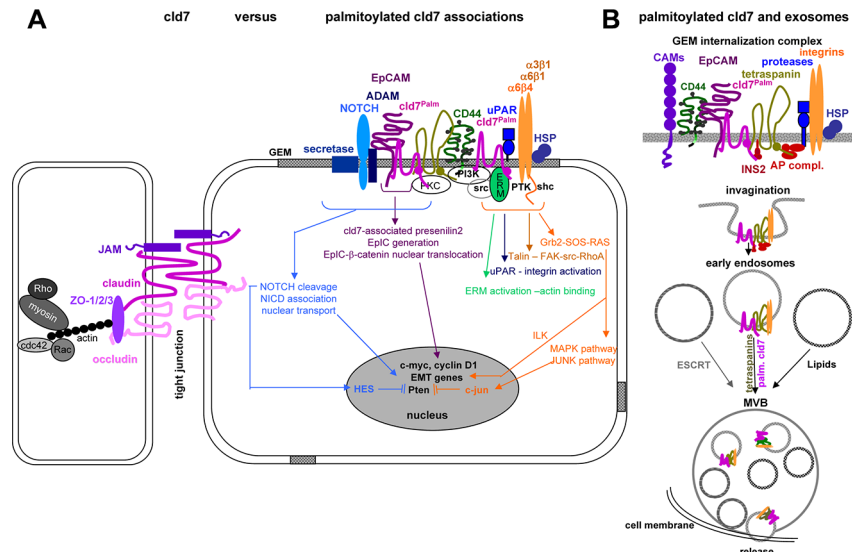 A
cld7 versus palmitoylated cld7 associations
α3β1
α6β1
α6β4
EpCAM
ADAM
cld7Palm
NOTCH
CD44
uPAR
cld7Palm
HSP
secretase
GEM
PKC
PI3K
src
ERM
PTK
shc
cld7-associated presenilin2
EpIC generation
EpIC-β-catenin nuclear translocation
Grb2-SOS-RAS
Talin – FAK-src-RhoA
uPAR - integrin activation
ERM activation –actin binding
JAM
claudin
ZO-1/2/3
Rho
myosin
actin
cdc42
Rac
occludin
tight junction
NOTCH cleavage
NICD association
nuclear transport
ILK
MAPK pathway
JUNK pathway
c-myc, cyclin D1
EMT genes
HES
Pten
c-jun
nucleus
B
palmitoylated cld7 and exosomes
GEM internalization complex
integrins
CAMs
EpCAM
proteases
tetraspanin
CD44
cld7Palm
HSP
INS2
AP compl.
invagination
early endosomes
tetraspanins
palm. cld7
ESCRT
Lipids
MVB
cell membrane
release